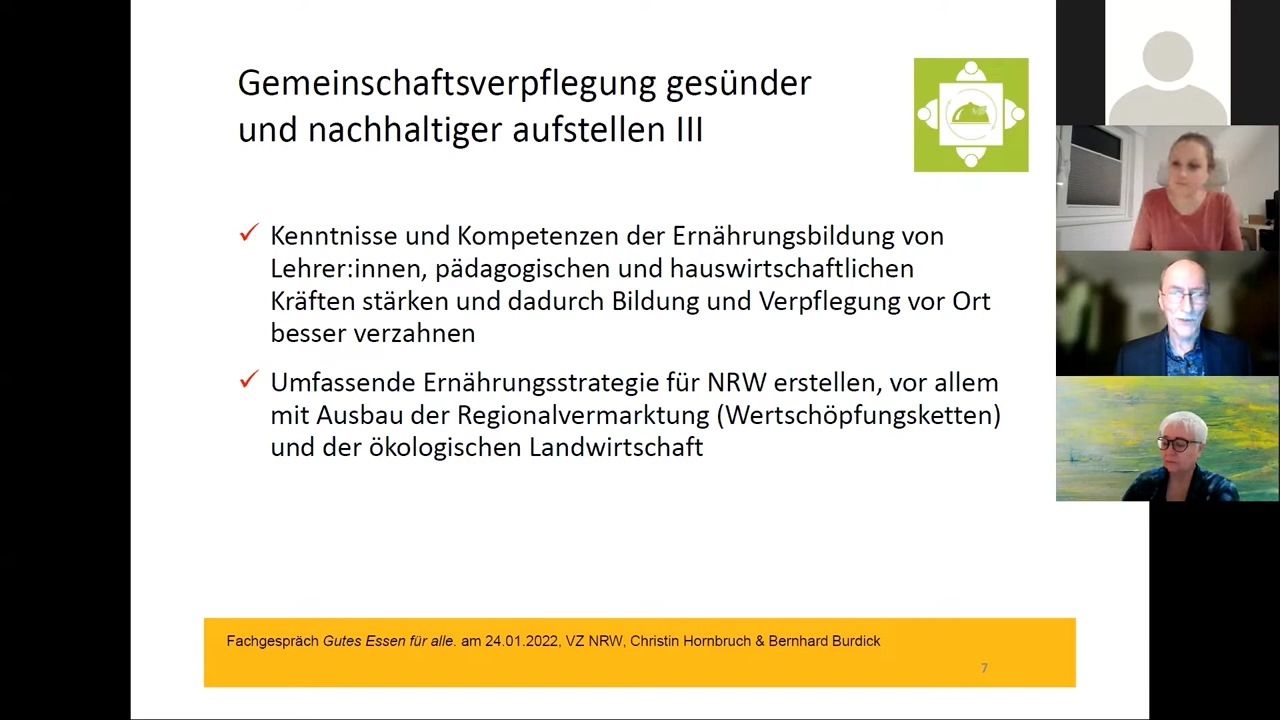 Gemeinschaftsverpflegung gesünder
und nachhaltiger aufstellen III
Kenntnisse und Kompetenzen der Ernährungsbildung von
Lehrer:innen, pädagogischen und hauswirtschaftlichen
Kräften stärken und dadurch Bildung und Verpflegung vor Ort
besser verzahnen
Umfassende Ernährungsstrategie für NRW erstellen, vor allem
mit Ausbau der Regionalvermarktung (Wertschöpfungsketten)
und der ökologischen Landwirtschaft
Fachgespräch Gutes Essen für alle. am 24.01.2022, VZ NRW, Christin Hornbruch & Bernhard Burdick
7